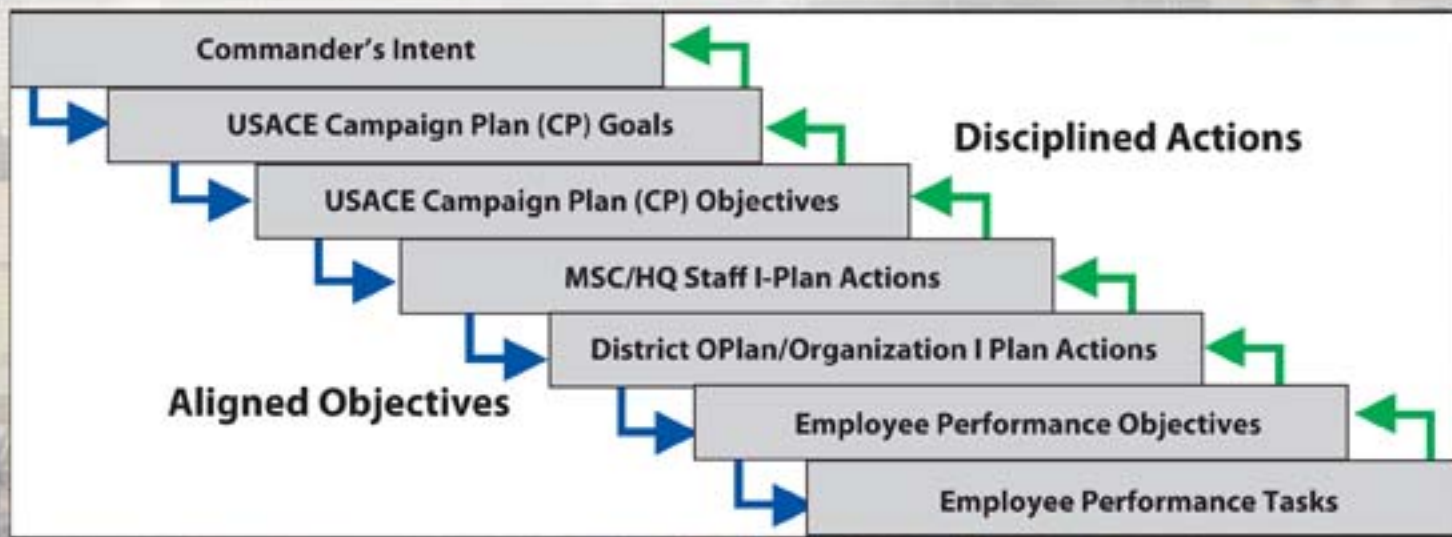 Commander's Intent
USACE Campaign Plan (CP) Goals
Disciplined Actions
USACE Campaign Plan (CP) Objectives
MSC/HQ Staff I-Plan Actions
District OPlan/Organization I Plan Actions
Aligned Objectives
Employee Performance Objectives
Employee Performance Tasks